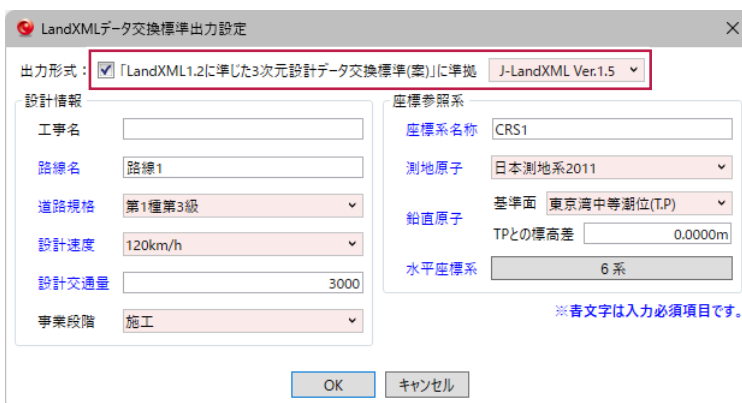 LandXMLデータ交換標準出力設定
出力形式： 「LandXML1.2に準じた3次元設計データ交換標準(案)」に準拠 J-LandXML Ver.1.5
設計情報
工事名
路線名 路線1
道路規格 第1種第3級
設計速度 120km/h
設計交通量 3000
事業段階 施工
座標参照系
座標系名称 CRS1
測地原子 日本測地系2011
鉛直原子
基準面 東京湾中等潮位(T.P)
TPとの標高差 0.0000m
水平座標系 6 系
※青文字は入力必須項目です。
OK キャンセル